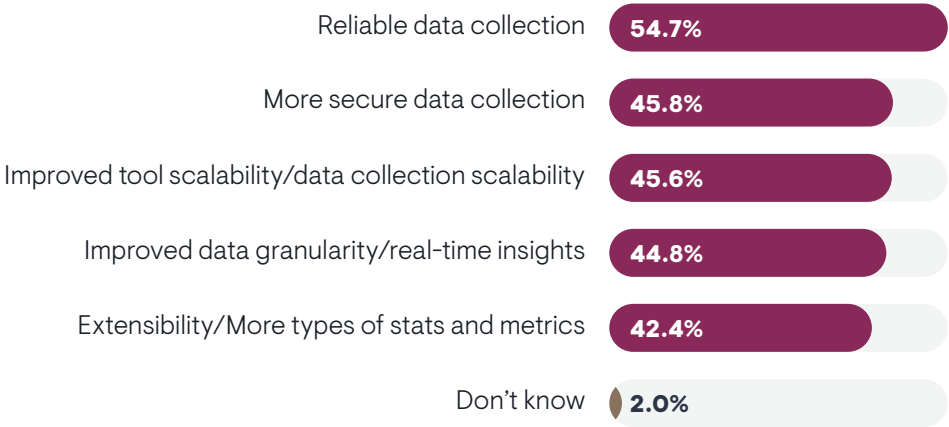 Reliable data collection 54.7%
More secure data collection 45.8%
Improved tool scalability/data collection scalability 45.6%
Improved data granularity/real-time insights 44.8%
Extensibility/More types of stats and metrics 42.4%
Don’t know 2.0%